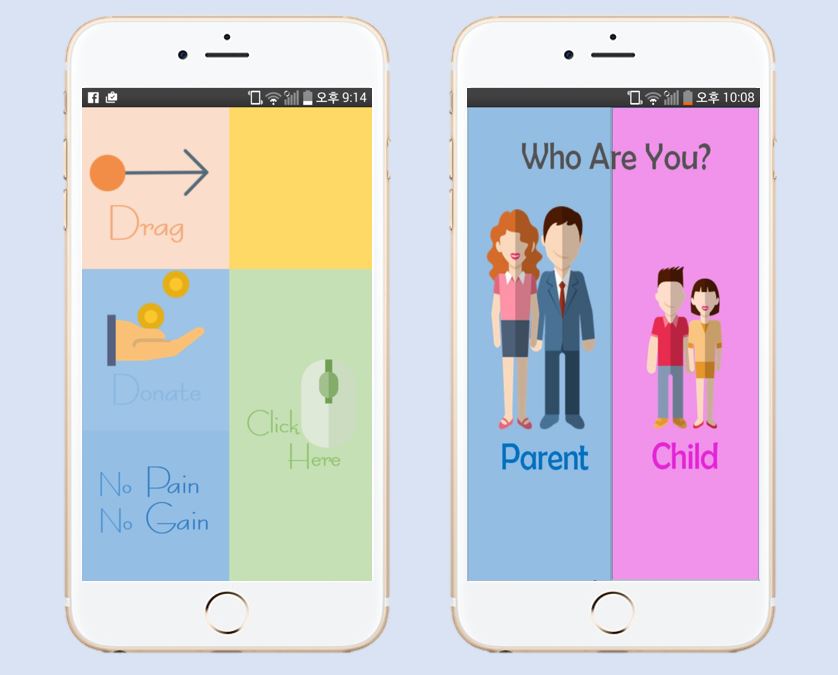 오후 9:14
Drag
Donate
Click
Here
No Pain
No Gain
오후 10:08
Who Are You?
Parent
Child